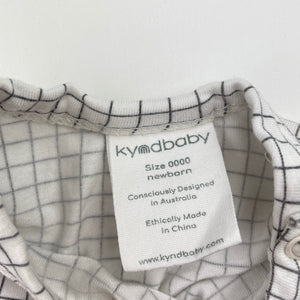 kyndbaby
Size 0000
newborn
Consciously Designed
in Australia
Ethically Made
in China
www.kyndbaby.com